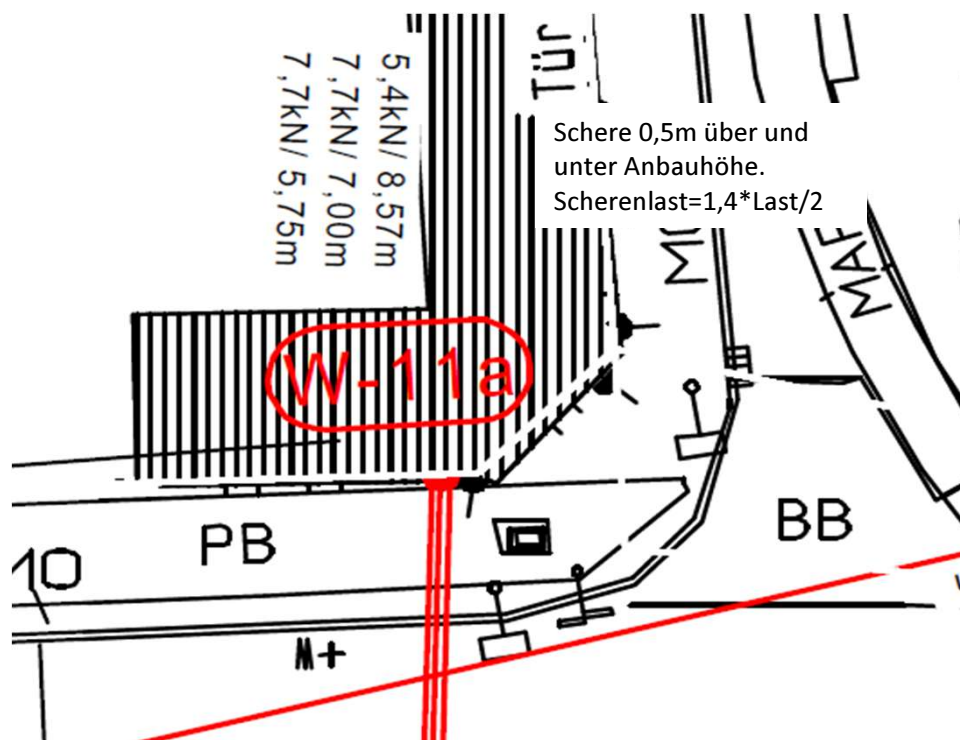 5,4kN/ 8,57m
7,7kN/ 7,00m
7,7kN/ 5,75m
Tür
Schere 0,5m über und
unter Anbauhöhe.
Scherenlast=1,4*Last/2
W-11a
PB
BB
10
M+